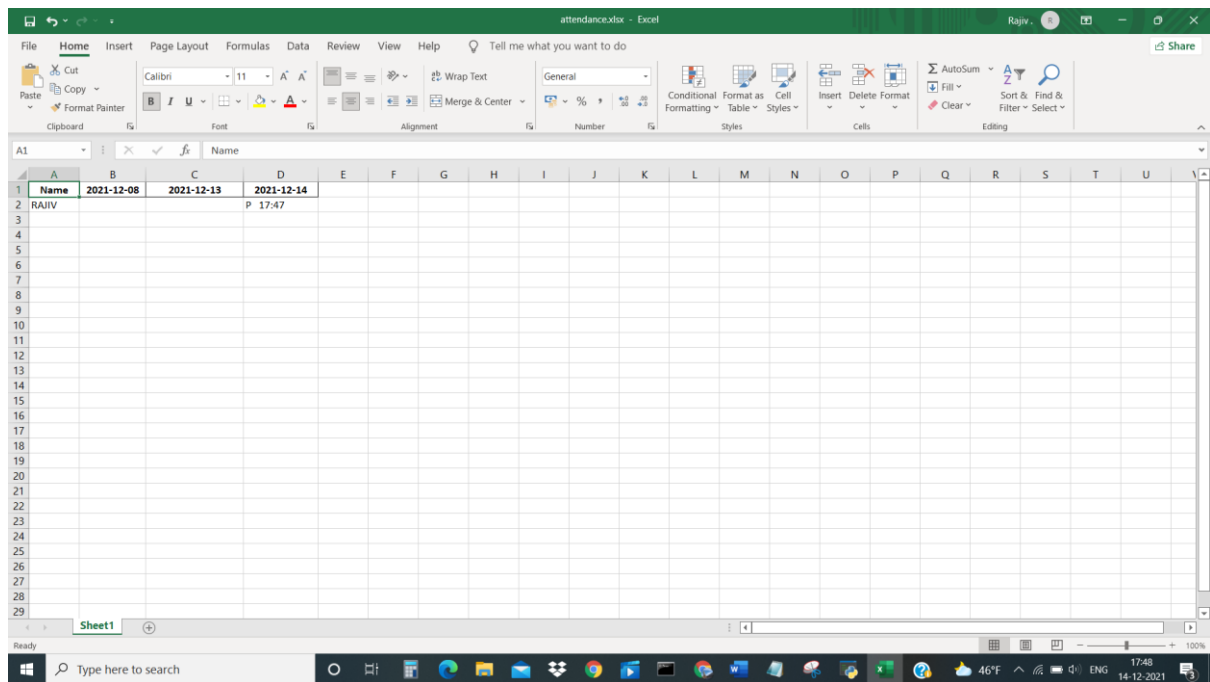 attendance.xlsx - Excel
Rajiv . R
File Home Insert Page Layout Formulas Data Review View Help Tell me what you want to do Share
Paste
Cut
Copy
Format Painter
Clipboard
Calibri 11 A A
B I U A
Font
ab Wrap Text
Merge & Center
Alignment
General
% ,
Number
Conditional Formatting
Format as Table
Cell Styles
Styles
Insert Delete Format
Cells
AutoSum
Fill
Clear
Sort & Filter
Find & Select
Editing
A1 fx Name
A B C D E F G H I J K L M N O P Q R S T U
1 Name 2021-12-08 2021-12-13 2021-12-14
2 RAJIV P 17:47
3
4
5
6
7
8
9
10
11
12
13
14
15
16
17
18
19
20
21
22
23
24
25
26
27
28
29
Sheet1
Ready 100%
Type here to search 46°F ENG 17:48
14-12-2021 3